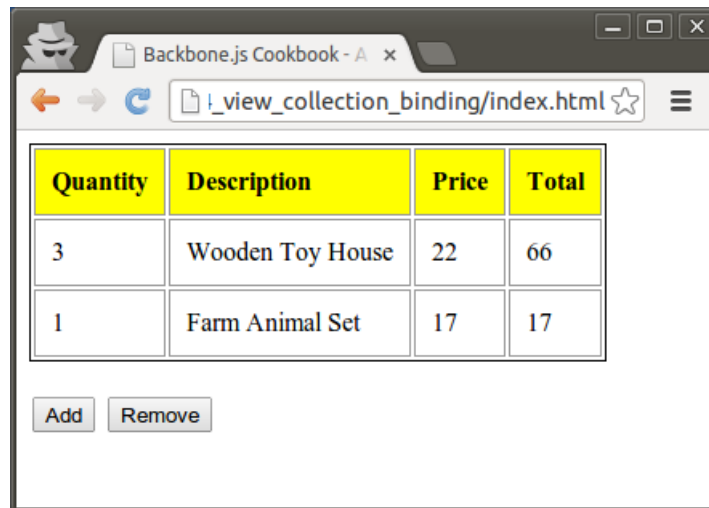 Backbone.js Cookbook - A
_view_collection_binding/index.html
Quantity Description Price Total
3 Wooden Toy House 22 66
1 Farm Animal Set 17 17
Add Remove